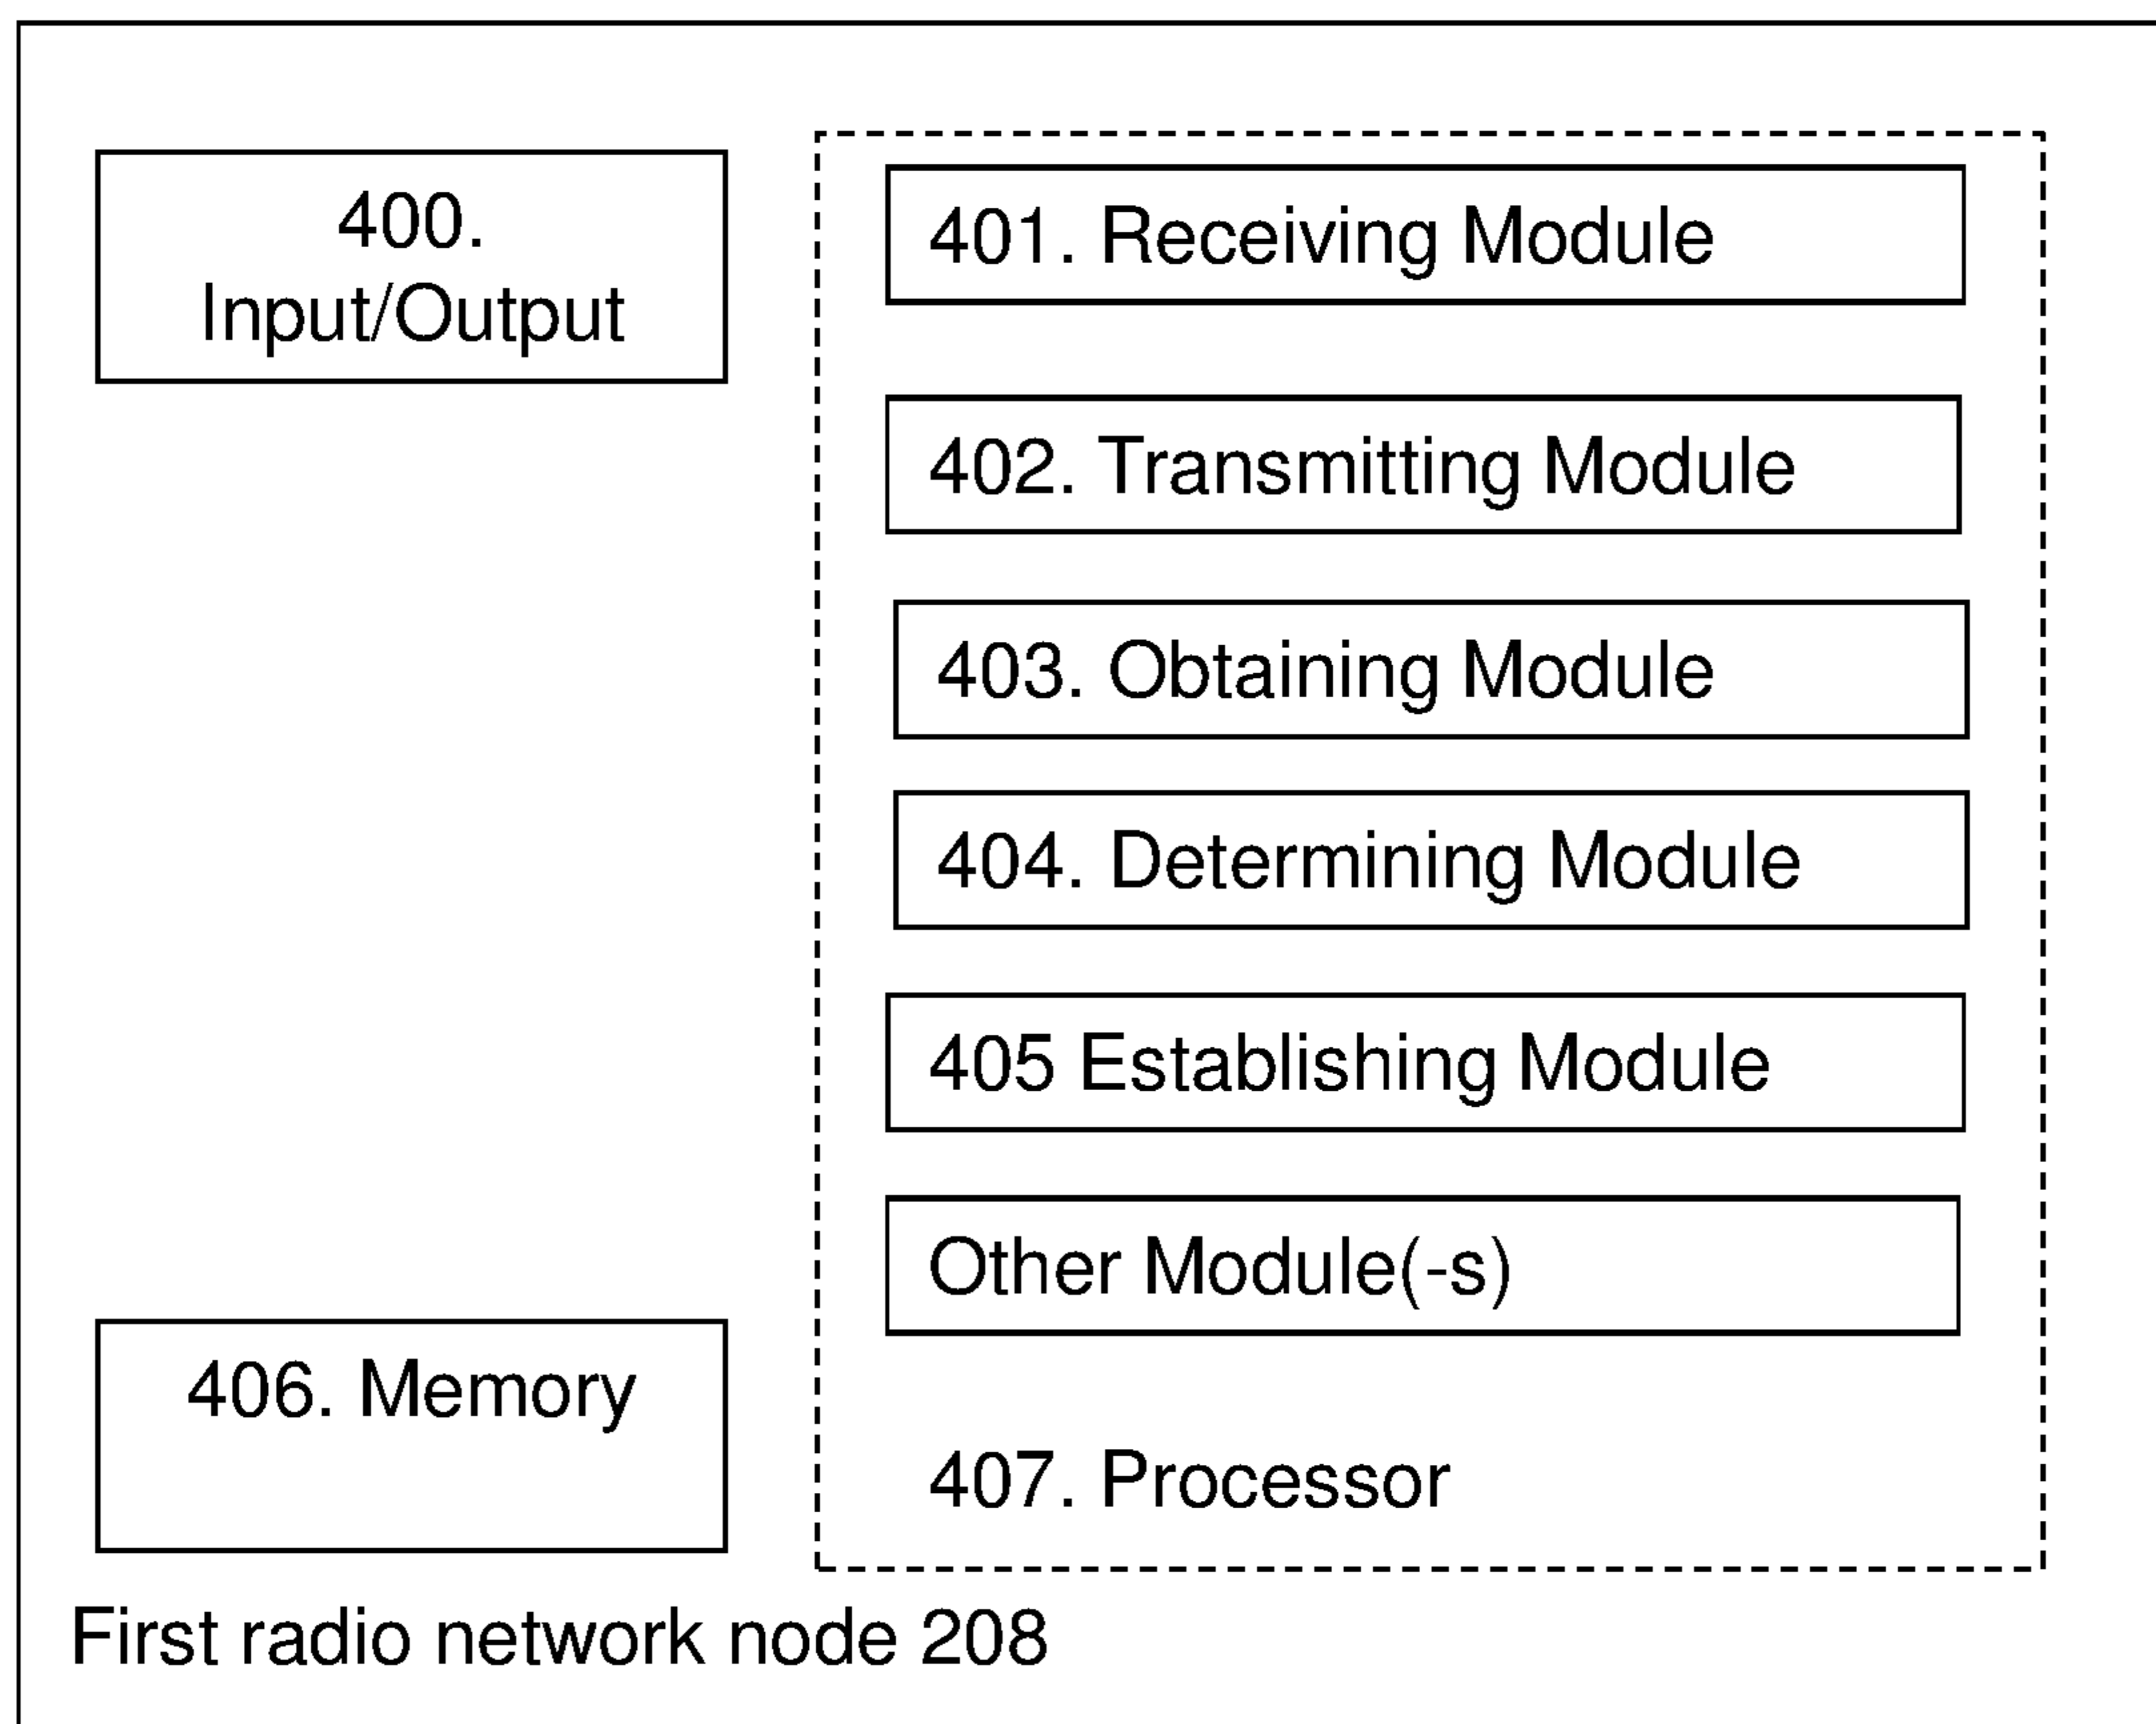 400.
Input/Output
401. Receiving Module
402. Transmitting Module
403. Obtaining Module
404. Determining Module
405 Establishing Module
Other Module(-s)
406. Memory
407. Processor
First radio network node 208